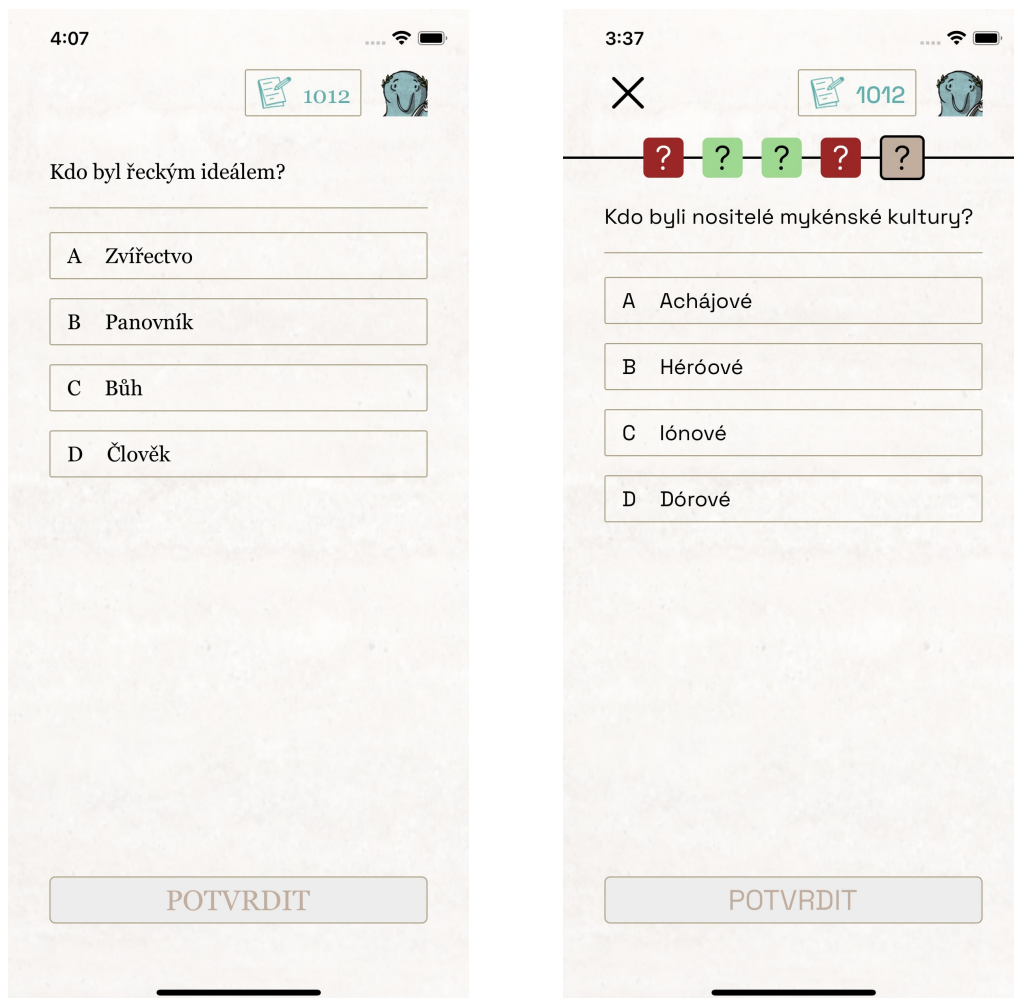 4:07
1012
Kdo byl řeckým ideálem?
A Zvířectvo
B Panovník
C Bůh
D Člověk
POTVRDIT
3:37
1012
? ? ? ? ?
Kdo byli nositelé mykénské kultury?
A Achájové
B Héróové
C Iónové
D Dórové
POTVRDIT